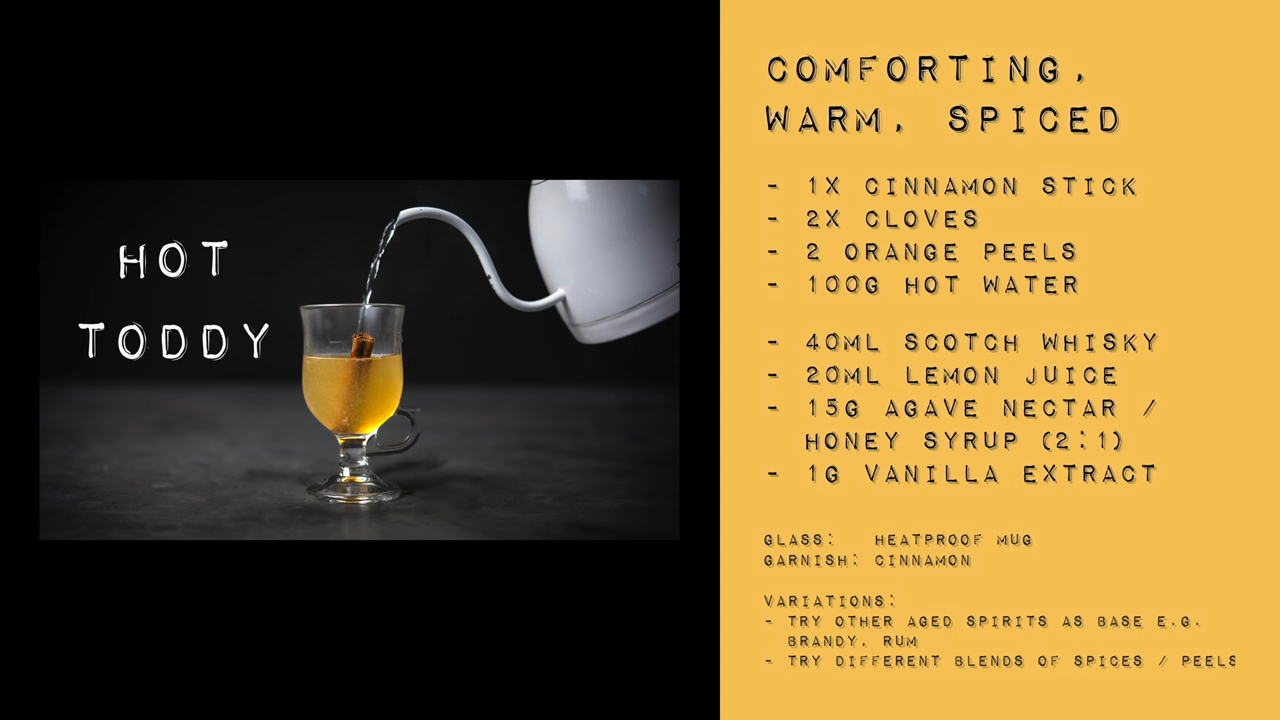 HOT
TODDY
COMFORTING,
WARM, SPICED
- 1X CINNAMON STICK
- 2X CLOVES
- 2 ORANGE PEELS
- 100G HOT WATER
- 40ML SCOTCH WHISKY
- 20ML LEMON JUICE
- 15G AGAVE NECTAR /
HONEY SYRUP (2:1)
- 1G VANILLA EXTRACT
GLASS: HEATPROOF MUG
GARNISH: CINNAMON
VARIATIONS:
- TRY OTHER AGED SPIRITS AS BASE E.G.
BRANDY, RUM
- TRY DIFFERENT BLENDS OF SPICES / PEELS